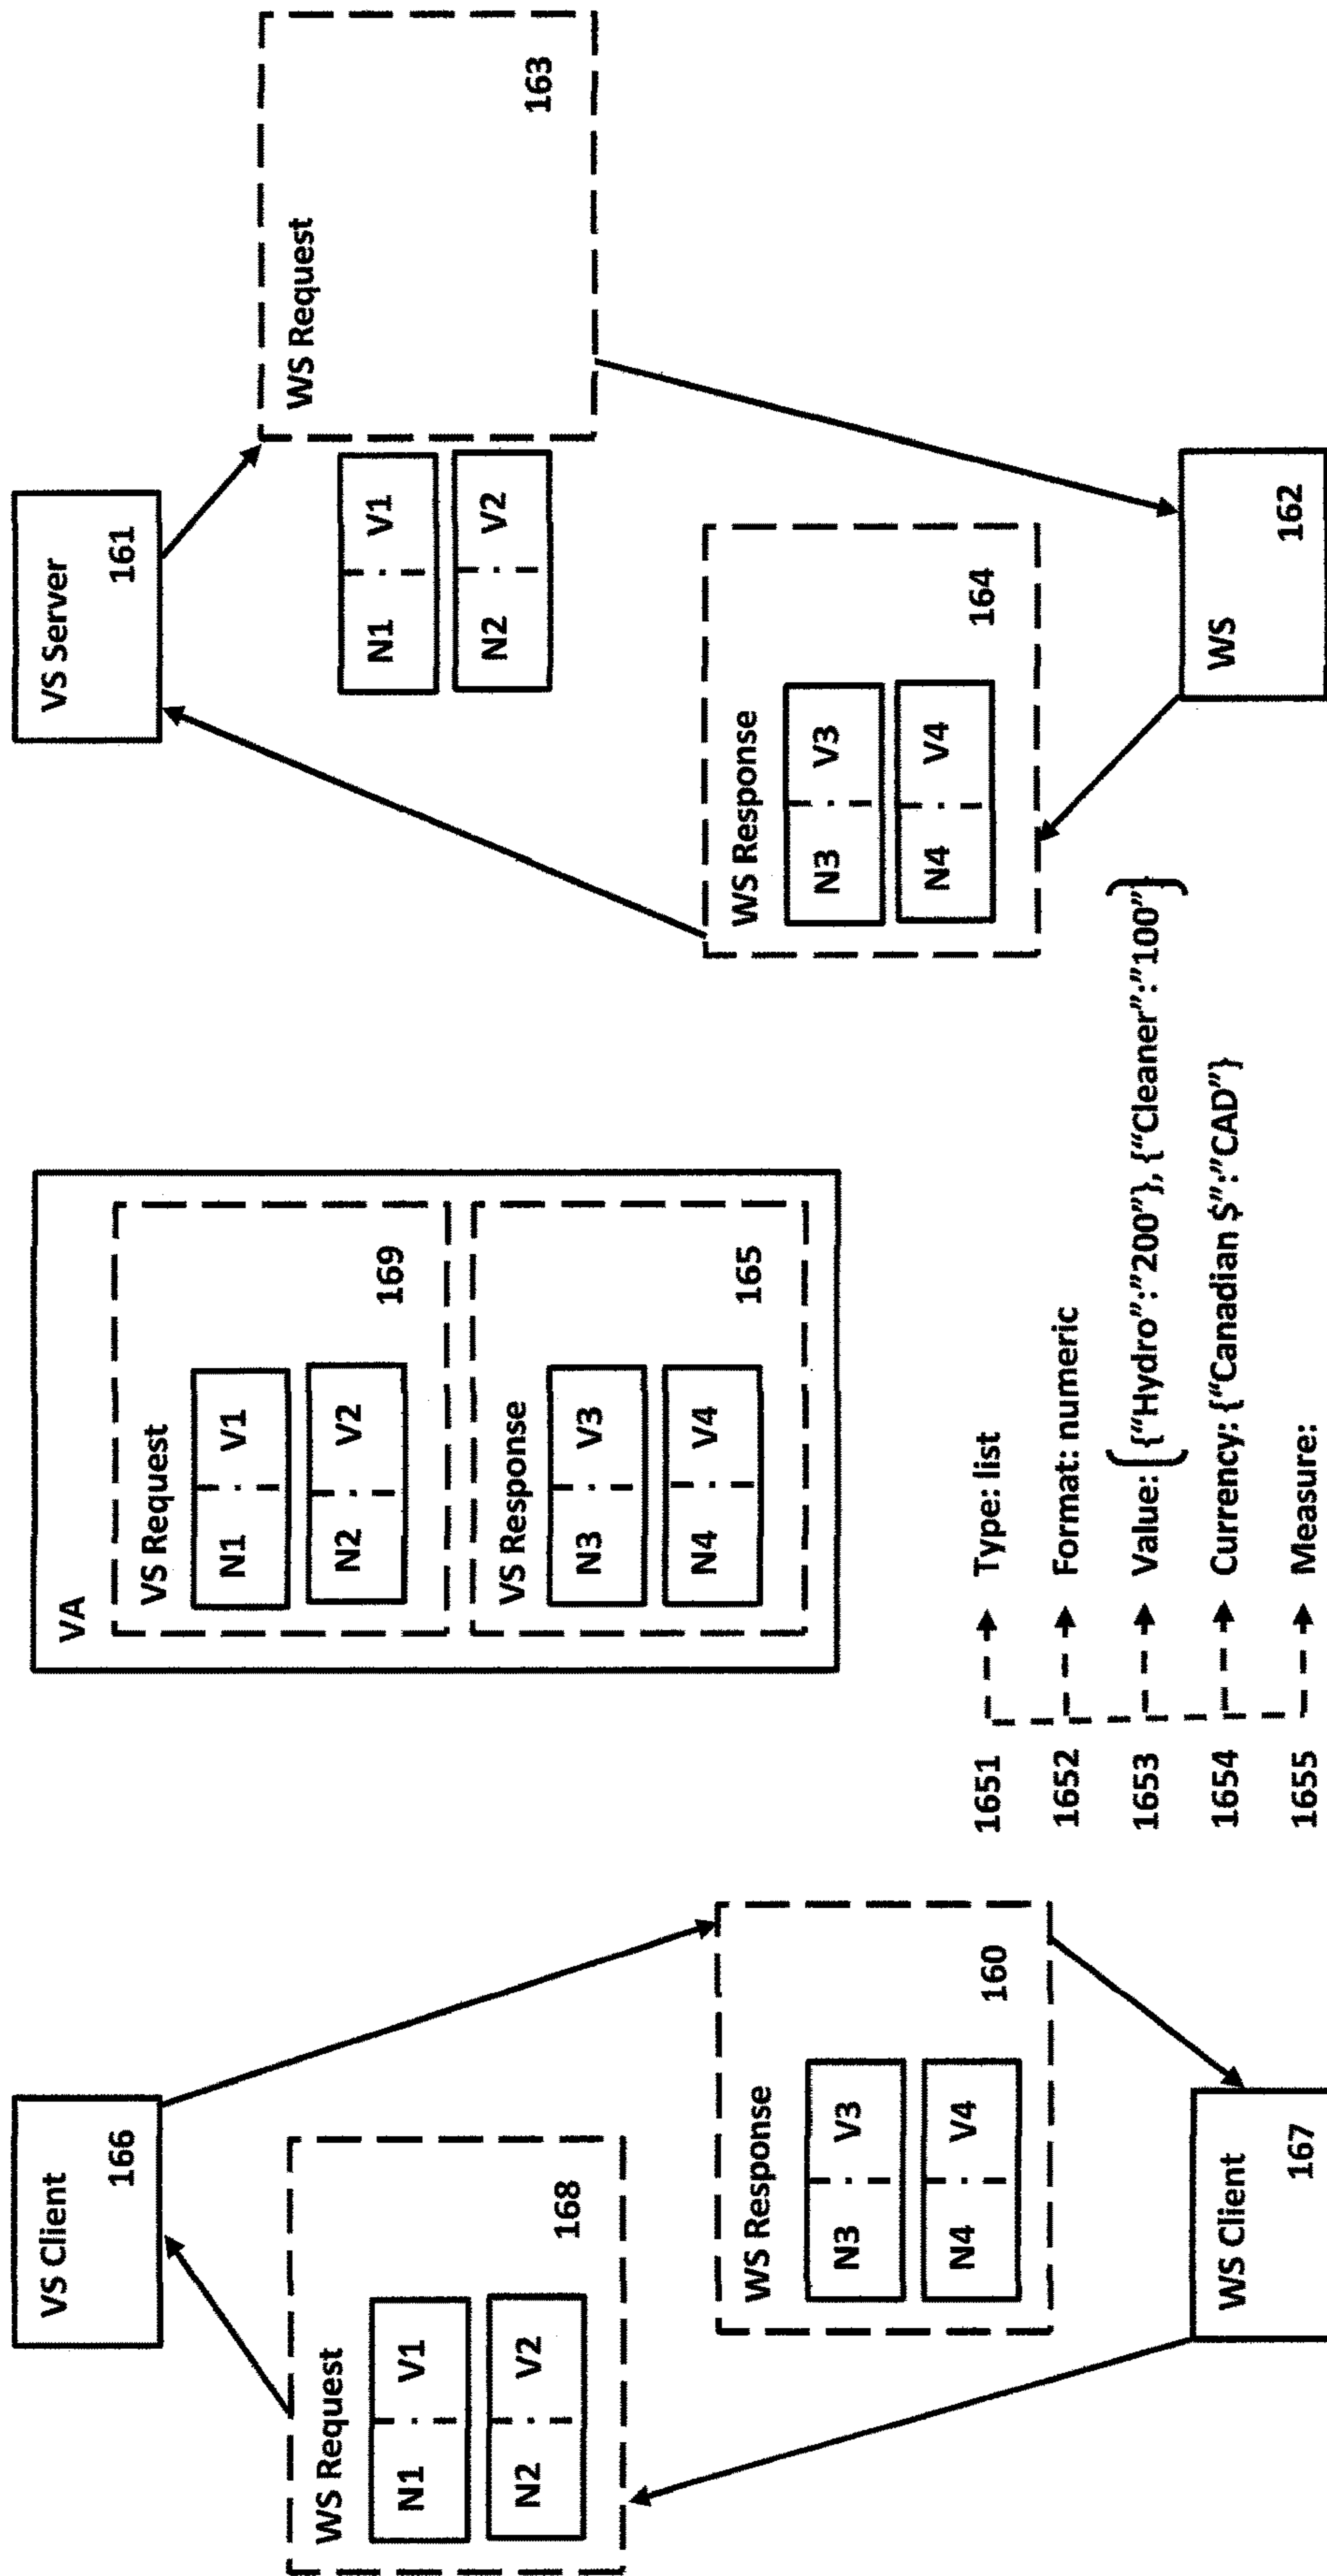 VS Client
166
WS Request
N1 V1
N2 V2
168
WS Response
N3 V3
N4 V4
160
WS Client
167
VA
VS Request
N1 V1
N2 V2
169
VS Response
N3 V3
N4 V4
165
1651 Type: list
1652 Format: numeric
1653 Value: {{“Hydro”:”200”}, {“Cleaner”:”100”}}
1654 Currency: {“Canadian $”:”CAD”}
1655 Measure:
VS Server
161
WS Request
N1 V1
N2 V2
163
WS Response
N3 V3
N4 V4
164
WS
162